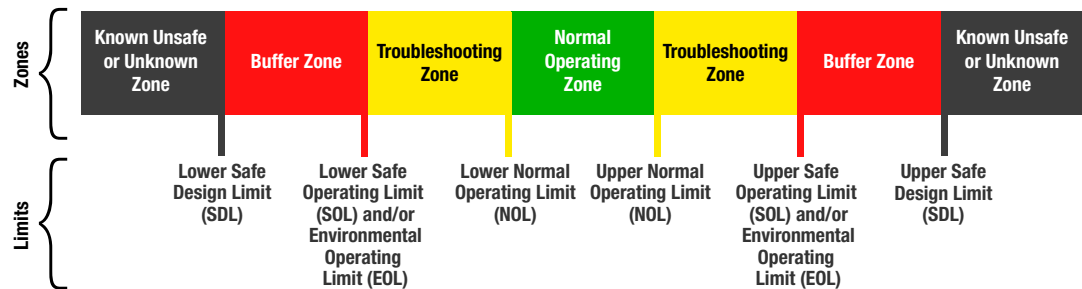 Zones
Known Unsafe
or Unknown
Zone
Buffer Zone
Troubleshooting
Zone
Normal
Operating
Zone
Troubleshooting
Zone
Buffer Zone
Known Unsafe
or Unknown
Zone
Limits
Lower Safe
Design Limit
(SDL)
Lower Safe
Operating Limit
(SOL) and/or
Environmental
Operating
Limit (EOL)
Lower Normal
Operating Limit
(NOL)
Upper Normal
Operating Limit
(NOL)
Upper Safe
Operating Limit
(SOL) and/or
Environmental
Operating
Limit (EOL)
Upper Safe
Design Limit
(SDL)